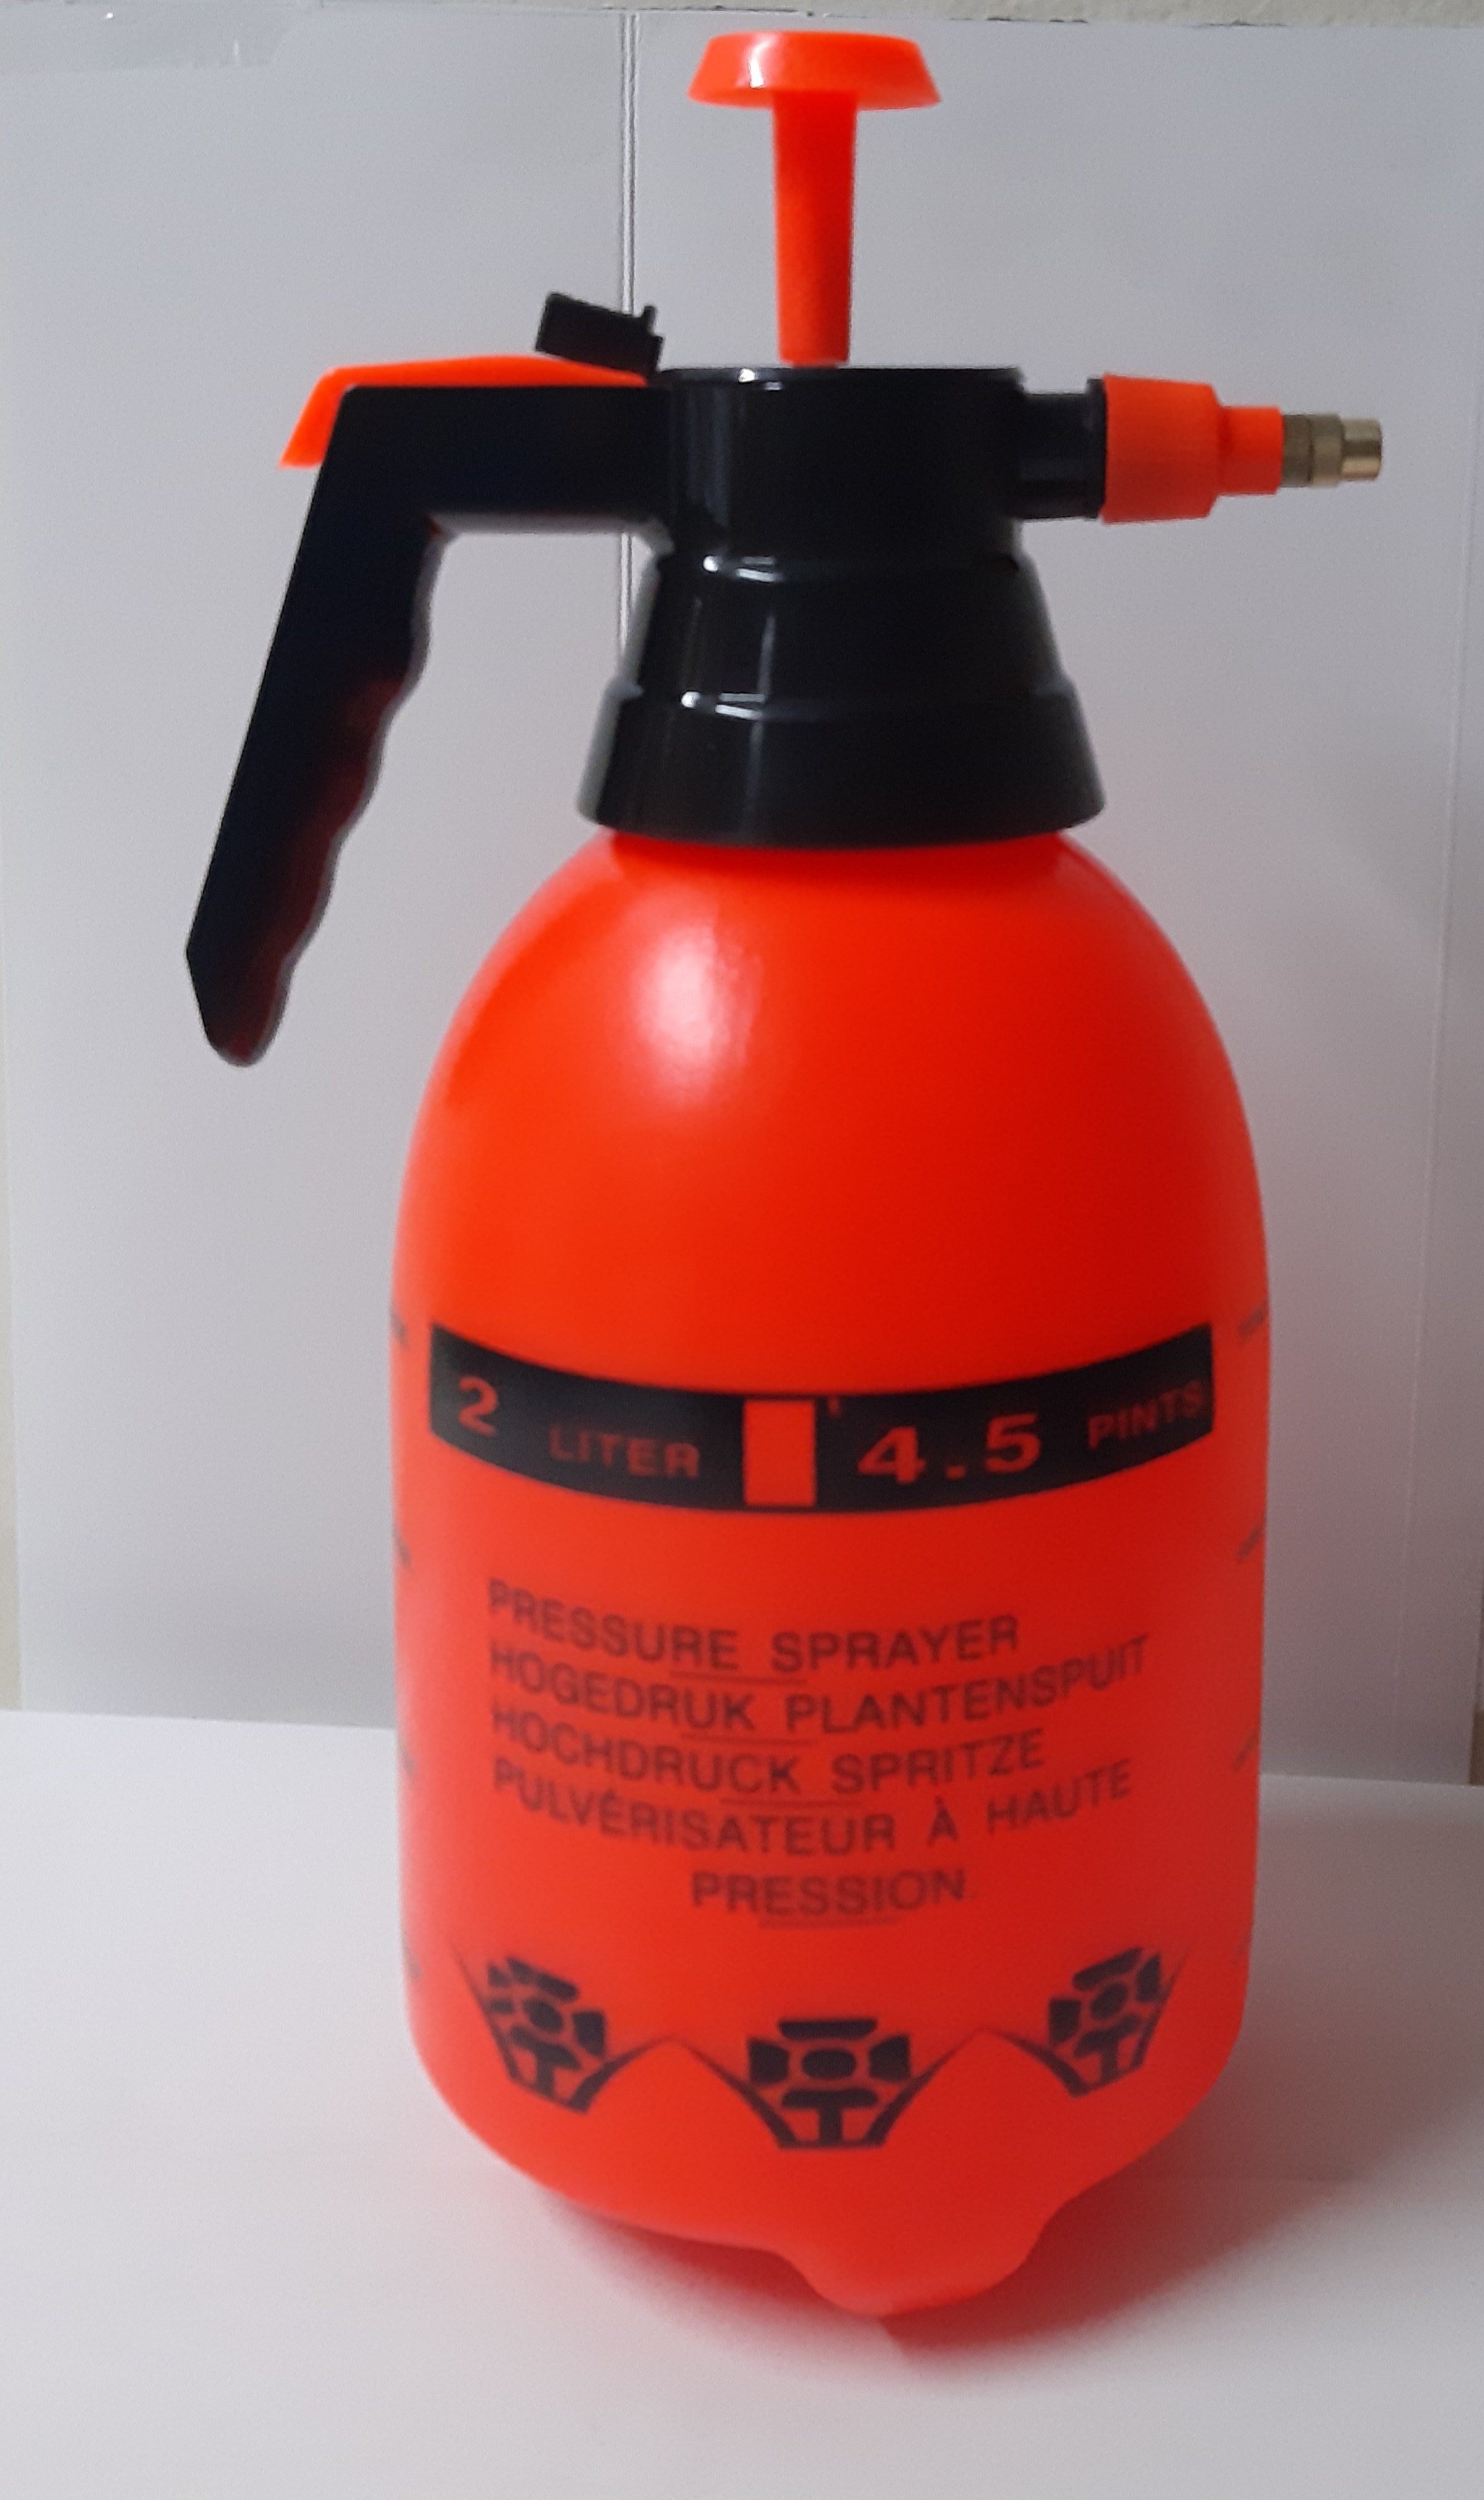 2 LITER 4.5 PINTS
PRESSURE SPRAYER
HOGEDRUK PLANTENSPUIT
HOCHDRUCK SPRITZE
PULVÉRISATEUR À HAUTE
PRESSION.